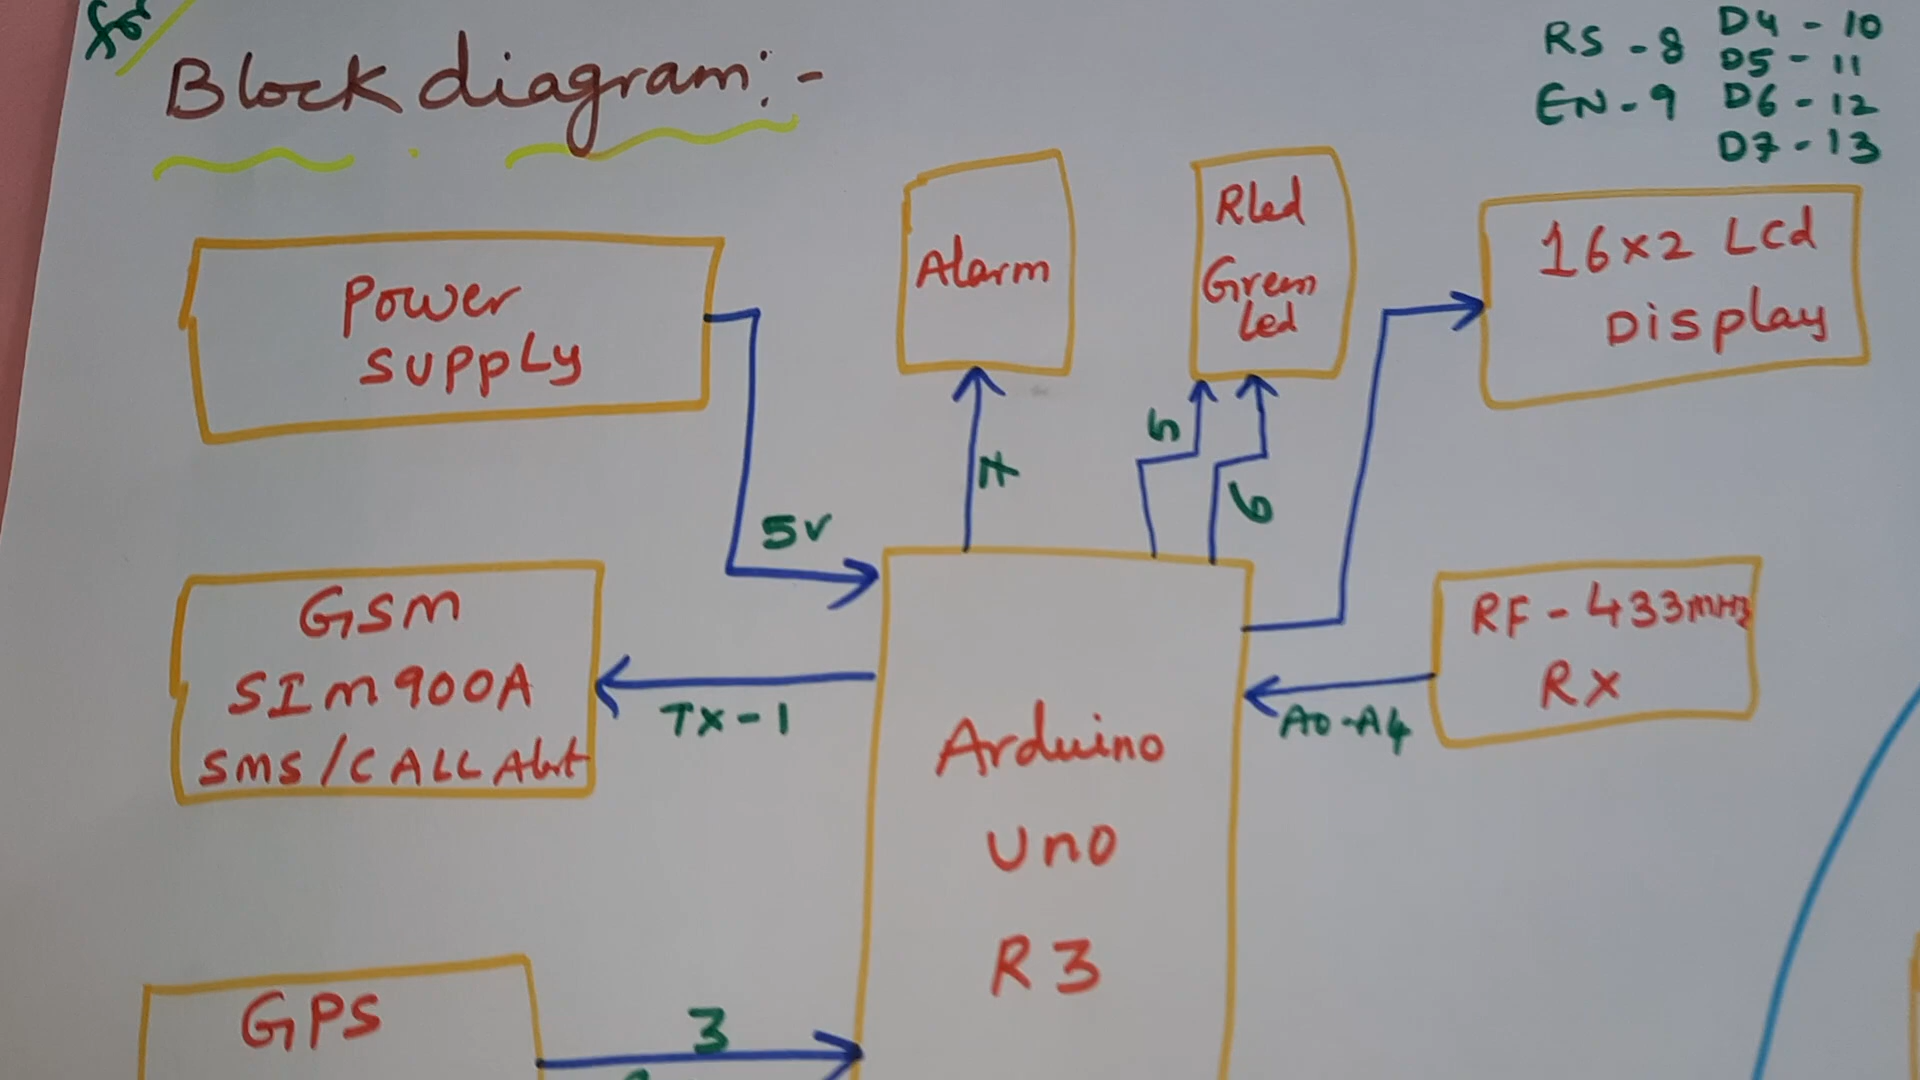 for
Block diagram:-
RS - 8
EN - 9
D4 - 10
D5 - 11
D6 - 12
D7 - 13
Power
supply
Alarm
Rled
Green
Led
16x2 Lcd
Display
5v
7
5
6
GSM
SIM900A
SMS/CALL Alert
TX-1
Arduino
UNO
R3
RF-433MHz
RX
A0-A4
GPS
3